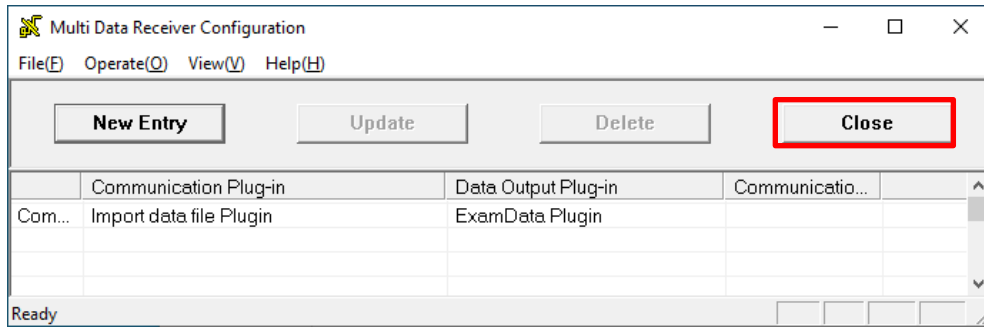 Multi Data Receiver Configuration
File(F) Operate(O) View(V) Help(H)
New Entry Update Delete Close
Communication Plug-in Data Output Plug-in Communicatio...
Com... Import data file Plugin ExamData Plugin
Ready